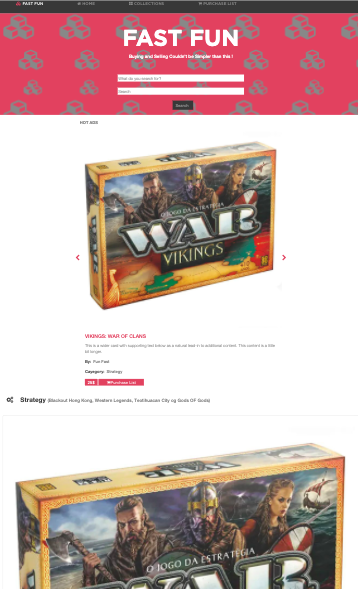 FAST FUN
HOME
COLLECTIONS
PURCHASE LIST
FAST FUN
Buying and Selling Couldn't be Simpler than this !
What do you search for?
Search
Search
HOT ADS
O JOGO DA ESTRATÉGIA
WAR
VIKINGS
VIKINGS: WAR OF CLANS
This is a wider card with supporting text below as a natural lead-in to additional content. This content is a little
bit longer.
By: Fun Fast
Category: Strategy
Purchase List
Strategy (Blackout Hong Kong, Western Legends, Teotihuacan City og Gods OF Gods)
O JOGO DA ESTRATÉGIA
WAR